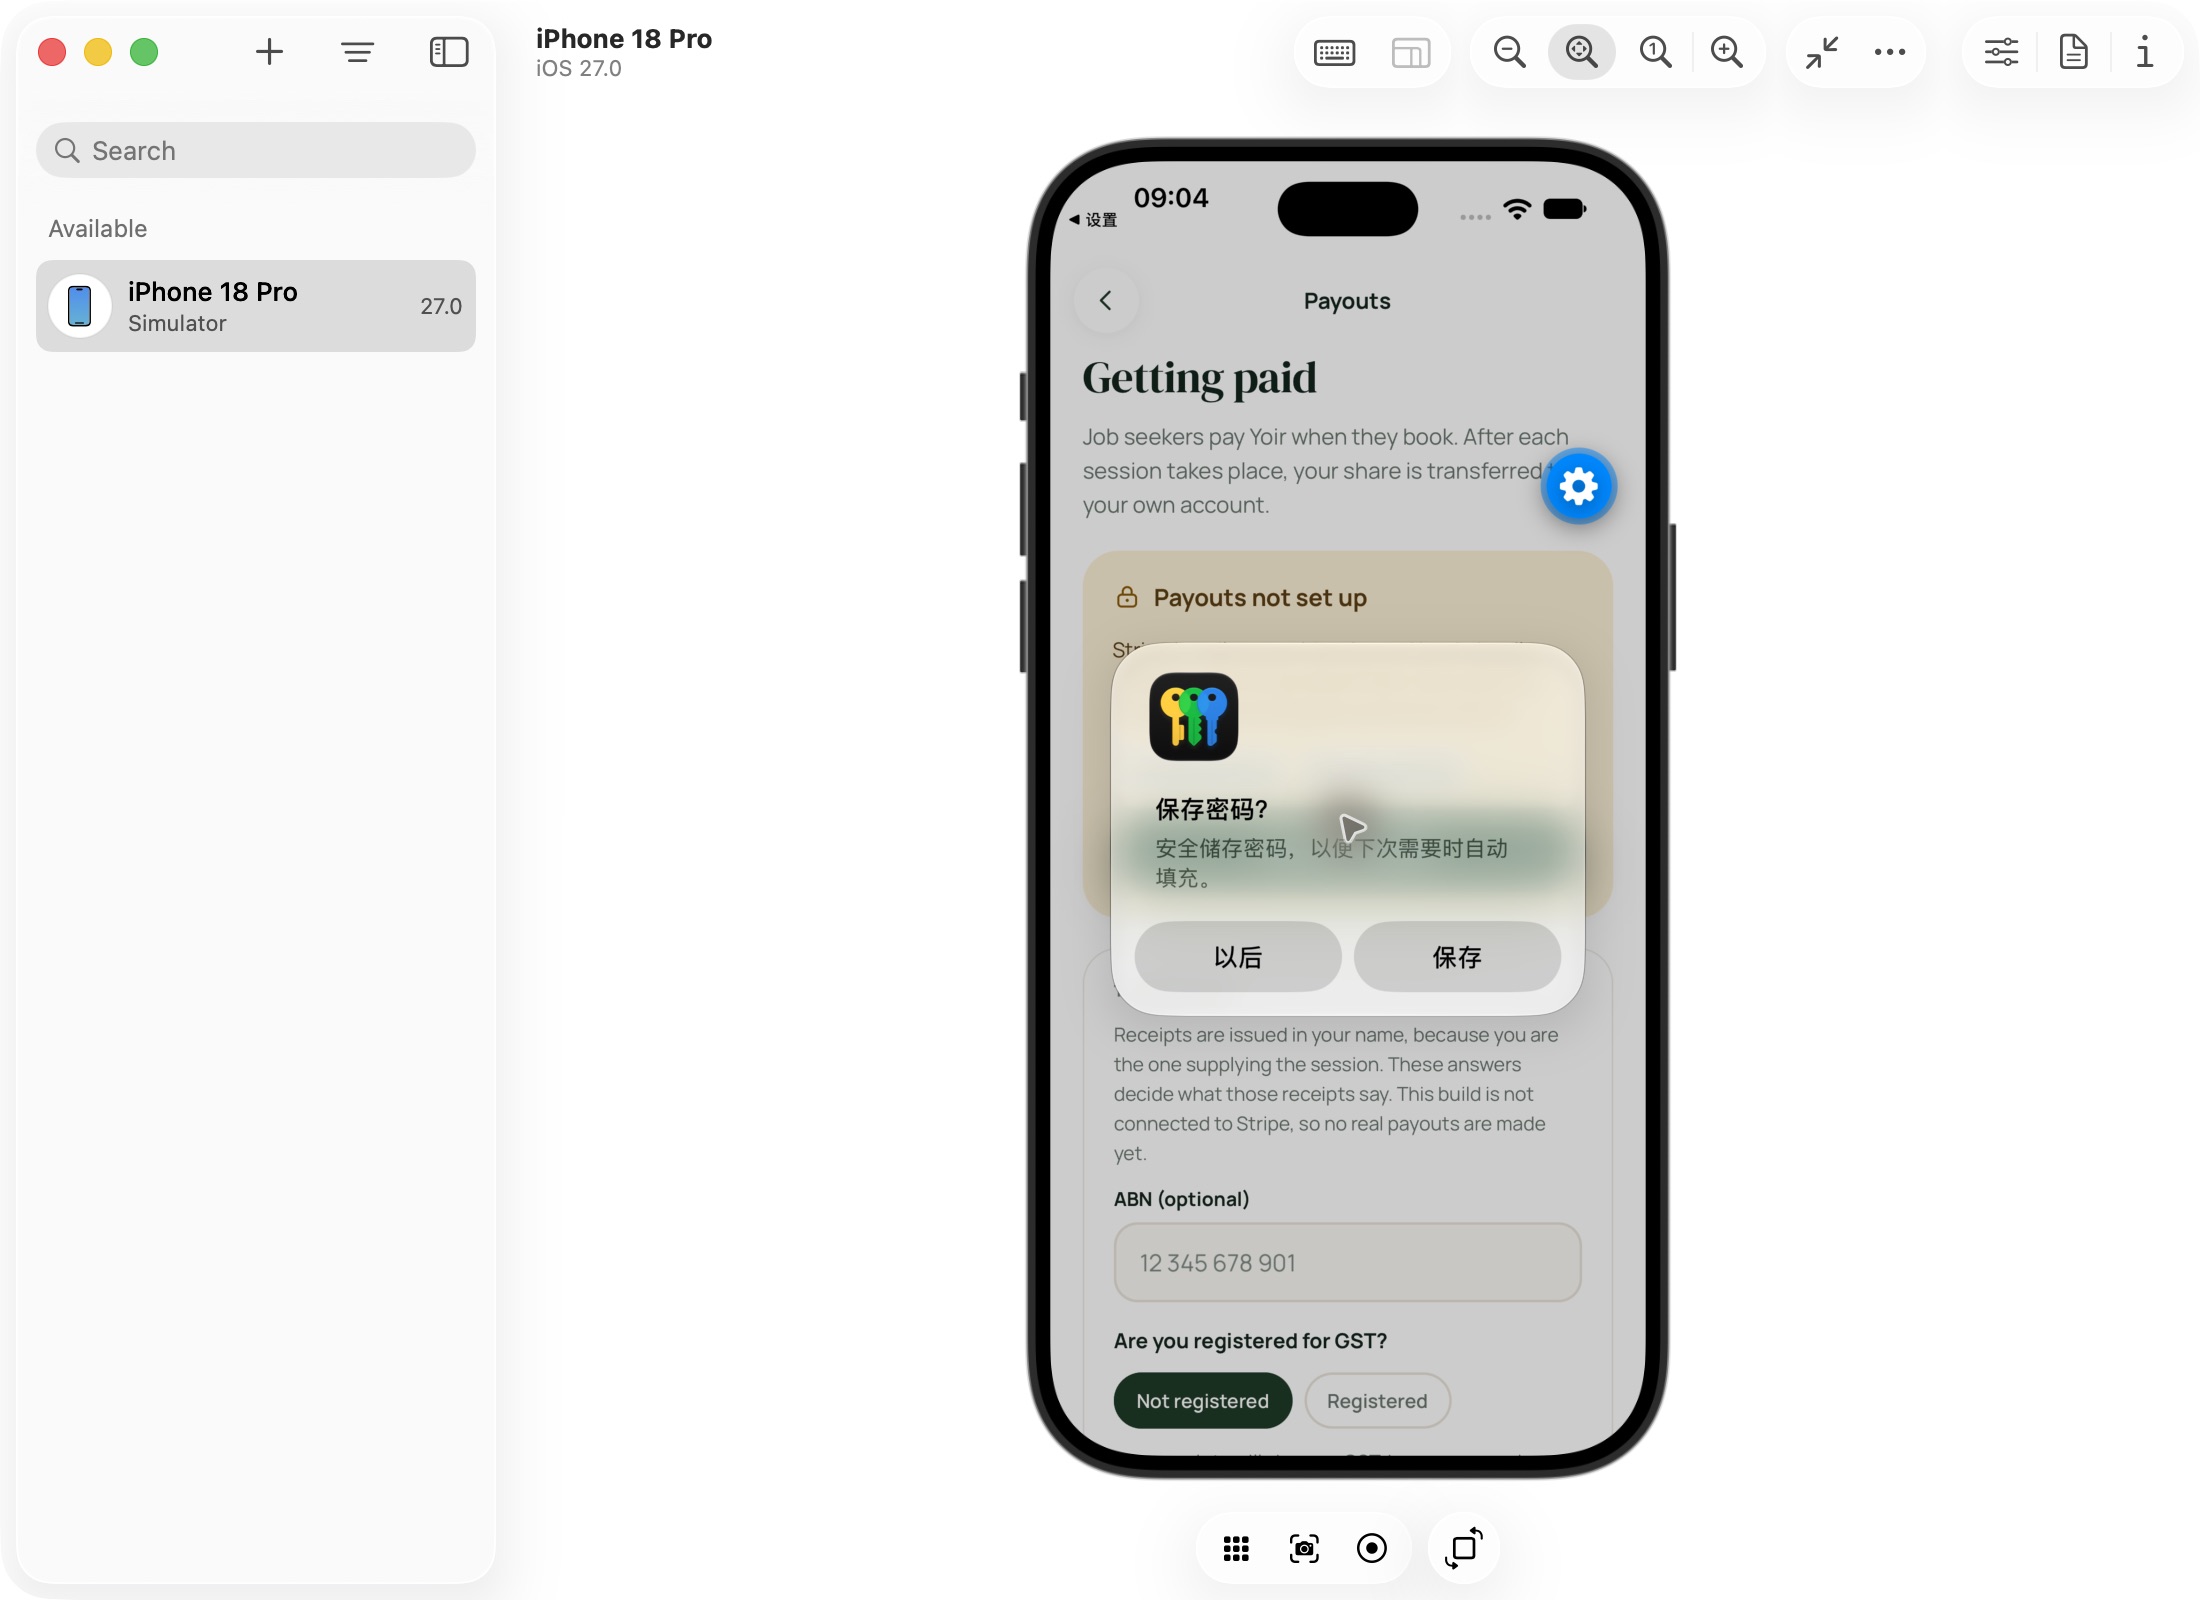 iPhone 18 Pro
iOS 27.0
Search
Available
iPhone 18 Pro
Simulator
27.0
09:04
◀ 设置
Payouts
Getting paid
Job seekers pay Yoir when they book. After each
session takes place, your share is transferred
your own account.
Payouts not set up
保存密码?
安全储存密码，以便下次需要时自动
填充。
以后
保存
Receipts are issued in your name, because you are
the one supplying the session. These answers
decide what those receipts say. This build is not
connected to Stripe, so no real payouts are made
yet.
ABN (optional)
12 345 678 901
Are you registered for GST?
Not registered
Registered